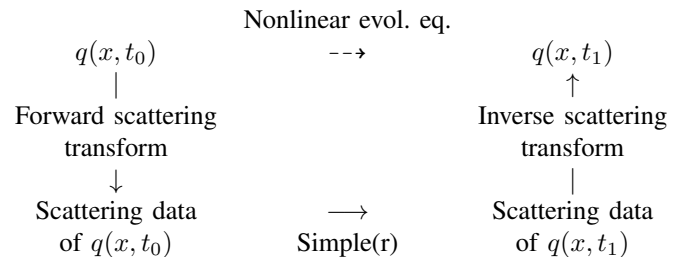 Nonlinear evol. eq.
q(x, t₀) ⇢ q(x, t₁)
Forward scattering Inverse scattering
transform transform
Scattering data ⟶ Scattering data
of q(x, t₀) Simple(r) of q(x, t₁)